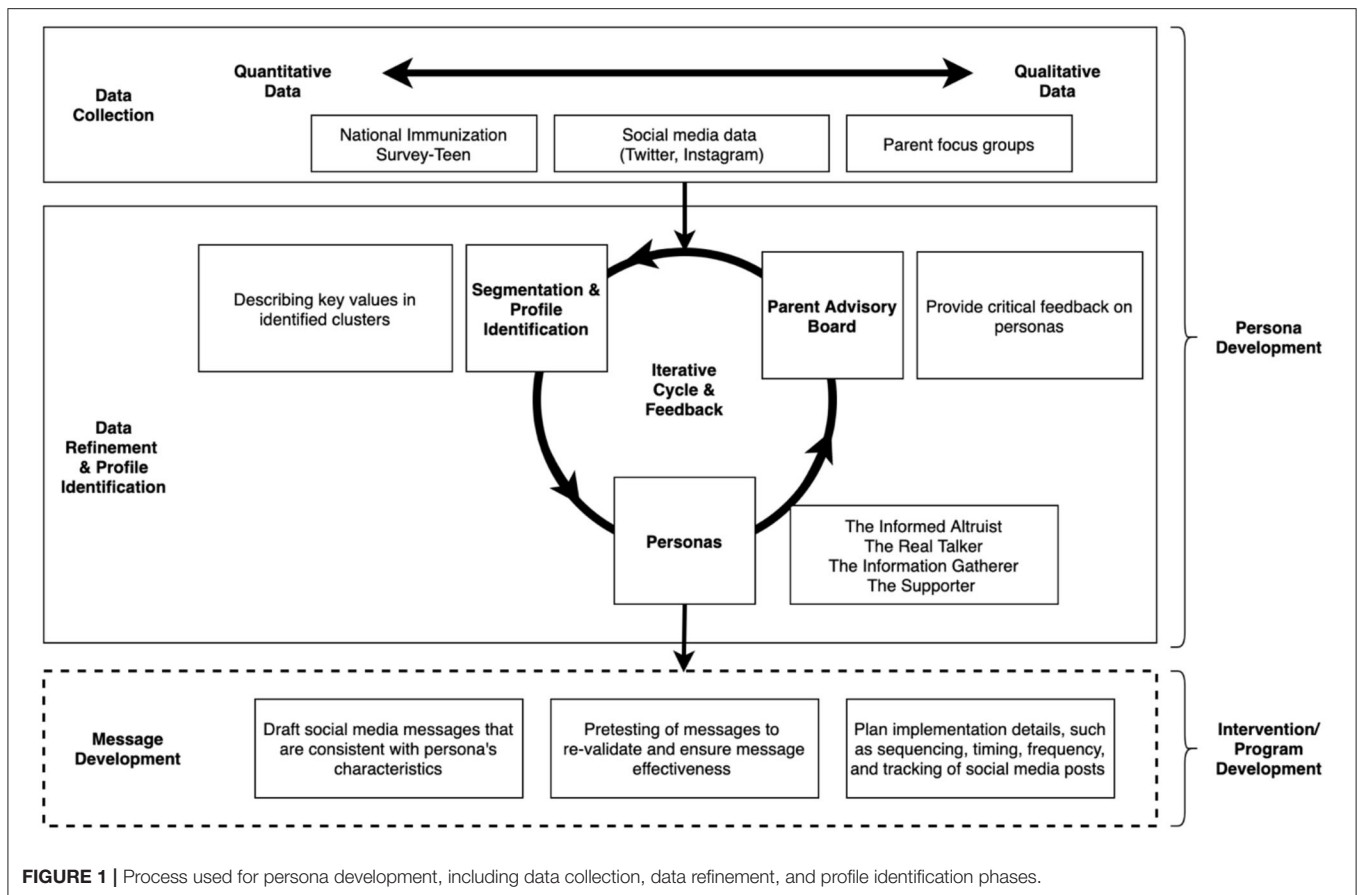 Data
Collection
Quantitative
Data
Qualitative
Data
National Immunization
Survey-Teen
Social media data
(Twitter, Instagram)
Parent focus groups
Data
Refinement
& Profile
Identification
Describing key values in
identified clusters
Segmentation &
Profile
Identification
Iterative
Cycle &
Feedback
Parent Advisory
Board
Provide critical feedback on
personas
Personas
The Informed Altruist
The Real Talker
The Information Gatherer
The Supporter
Persona
Development
Message
Development
Draft social media messages that
are consistent with persona's
characteristics
Pretesting of messages to
re-validate and ensure message
effectiveness
Plan implementation details, such
as sequencing, timing, frequency,
and tracking of social media posts
Intervention/
Program
Development
FIGURE 1 | Process used for persona development, including data collection, data refinement, and profile identification phases.